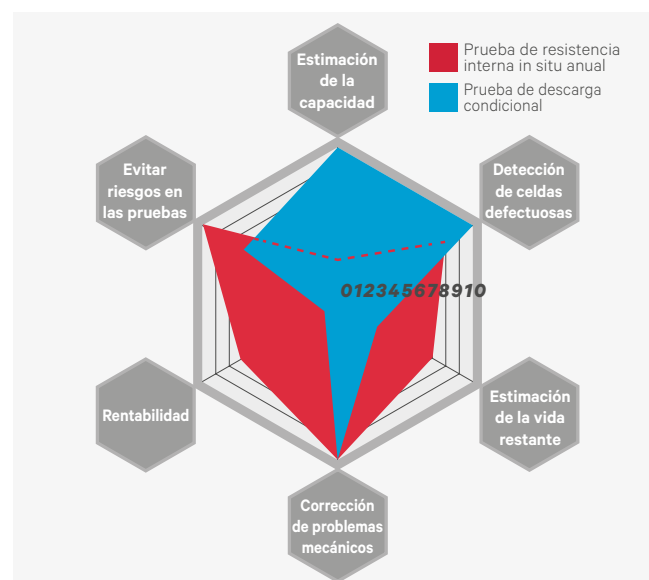 Estimación
de la
capacidad
Prueba de resistencia
interna in situ anual
Prueba de descarga
condicional
Evitar
riesgos en
las pruebas
Detección
de celdas
defectuosas
012345678910
Rentabilidad
Estimación
de la vida
restante
Corrección
de problemas
mecánicos